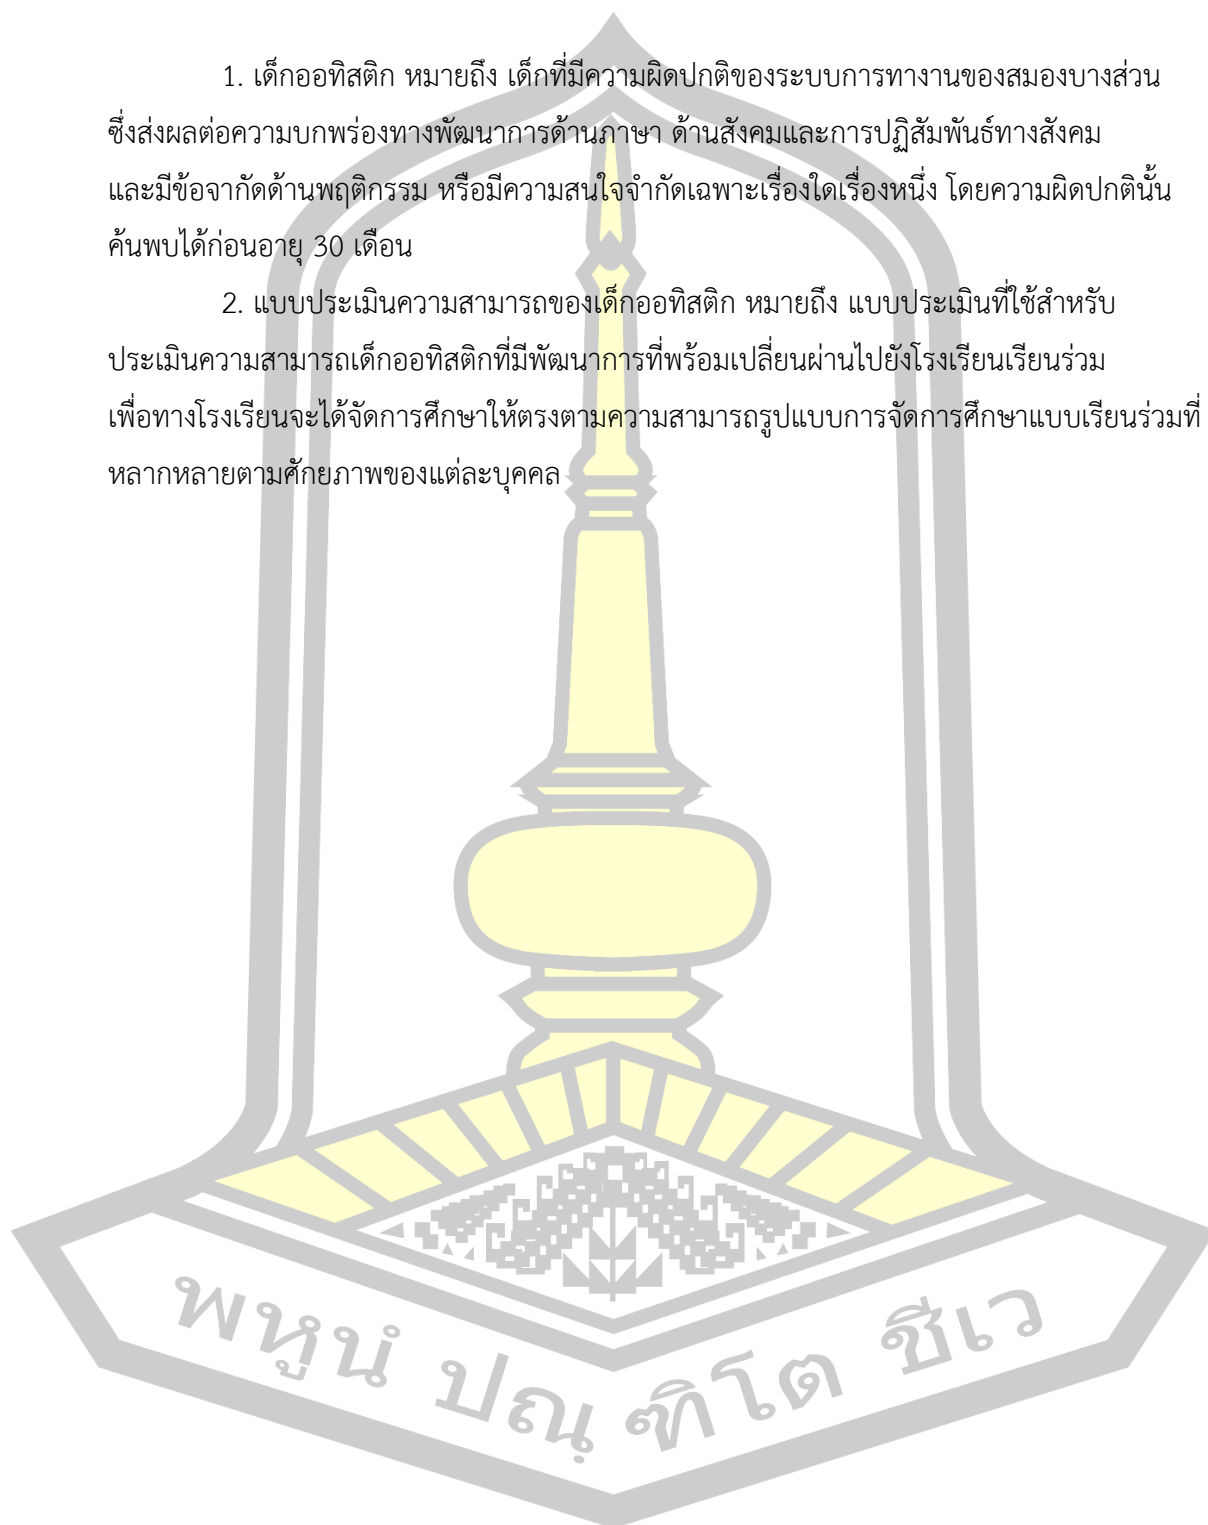 1. เด็กออทิสติก หมายถึง เด็กที่มีความผิดปกติของระบบการทางานของสมองบางส่วน
ซึ่งส่งผลต่อความบกพร่องทางพัฒนาการด้านภาษา ด้านสังคมและการปฏิสัมพันธ์ทางสังคม
และมีข้อจากัดด้านพฤติกรรม หรือมีความสนใจจำกัดเฉพาะเรื่องใดเรื่องหนึ่ง โดยความผิดปกตินั้น
ค้นพบได้ก่อนอายุ 30 เดือน
2. แบบประเมินความสามารถของเด็กออทิสติก หมายถึง แบบประเมินที่ใช้สำหรับ
ประเมินความสามารถเด็กออทิสติกที่มีพัฒนาการที่พร้อมเปลี่ยนผ่านไปยังโรงเรียนเรียนร่วม
เพื่อทางโรงเรียนจะได้จัดการศึกษาให้ตรงตามความสามารถรูปแบบการจัดการศึกษาแบบเรียนร่วมที่
หลากหลายตามศักยภาพของแต่ละบุคคล
พหูนํ ปณฺฑิโต ชีเว